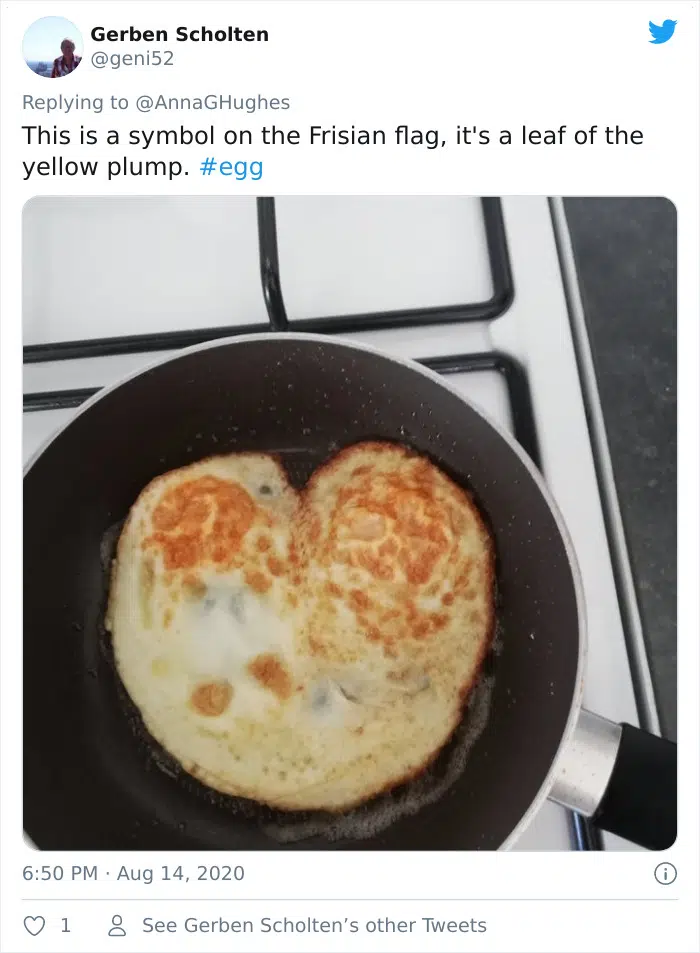 Gerben Scholten
@geni52
Replying to @AnnaGHughes
This is a symbol on the Frisian flag, it's a leaf of the
yellow plump. #egg
6:50 PM · Aug 14, 2020
1
See Gerben Scholten’s other Tweets